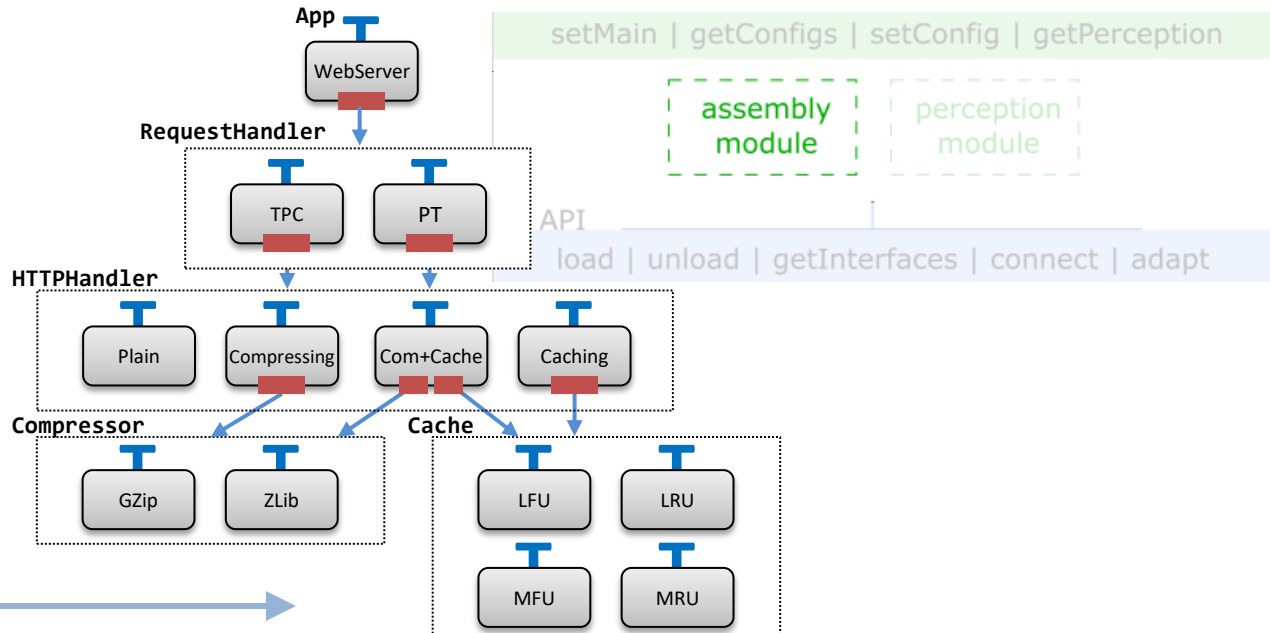 App
WebServer
setMain | getConfigs | setConfig | getPerception
assembly
module
perception
module
RequestHandler
TPC
PT
API
load | unload | getInterfaces | connect | adapt
HTTPHandler
Plain
Compressing
Com+Cache
Caching
Compressor
Cache
GZip
ZLib
LFU
LRU
MFU
MRU